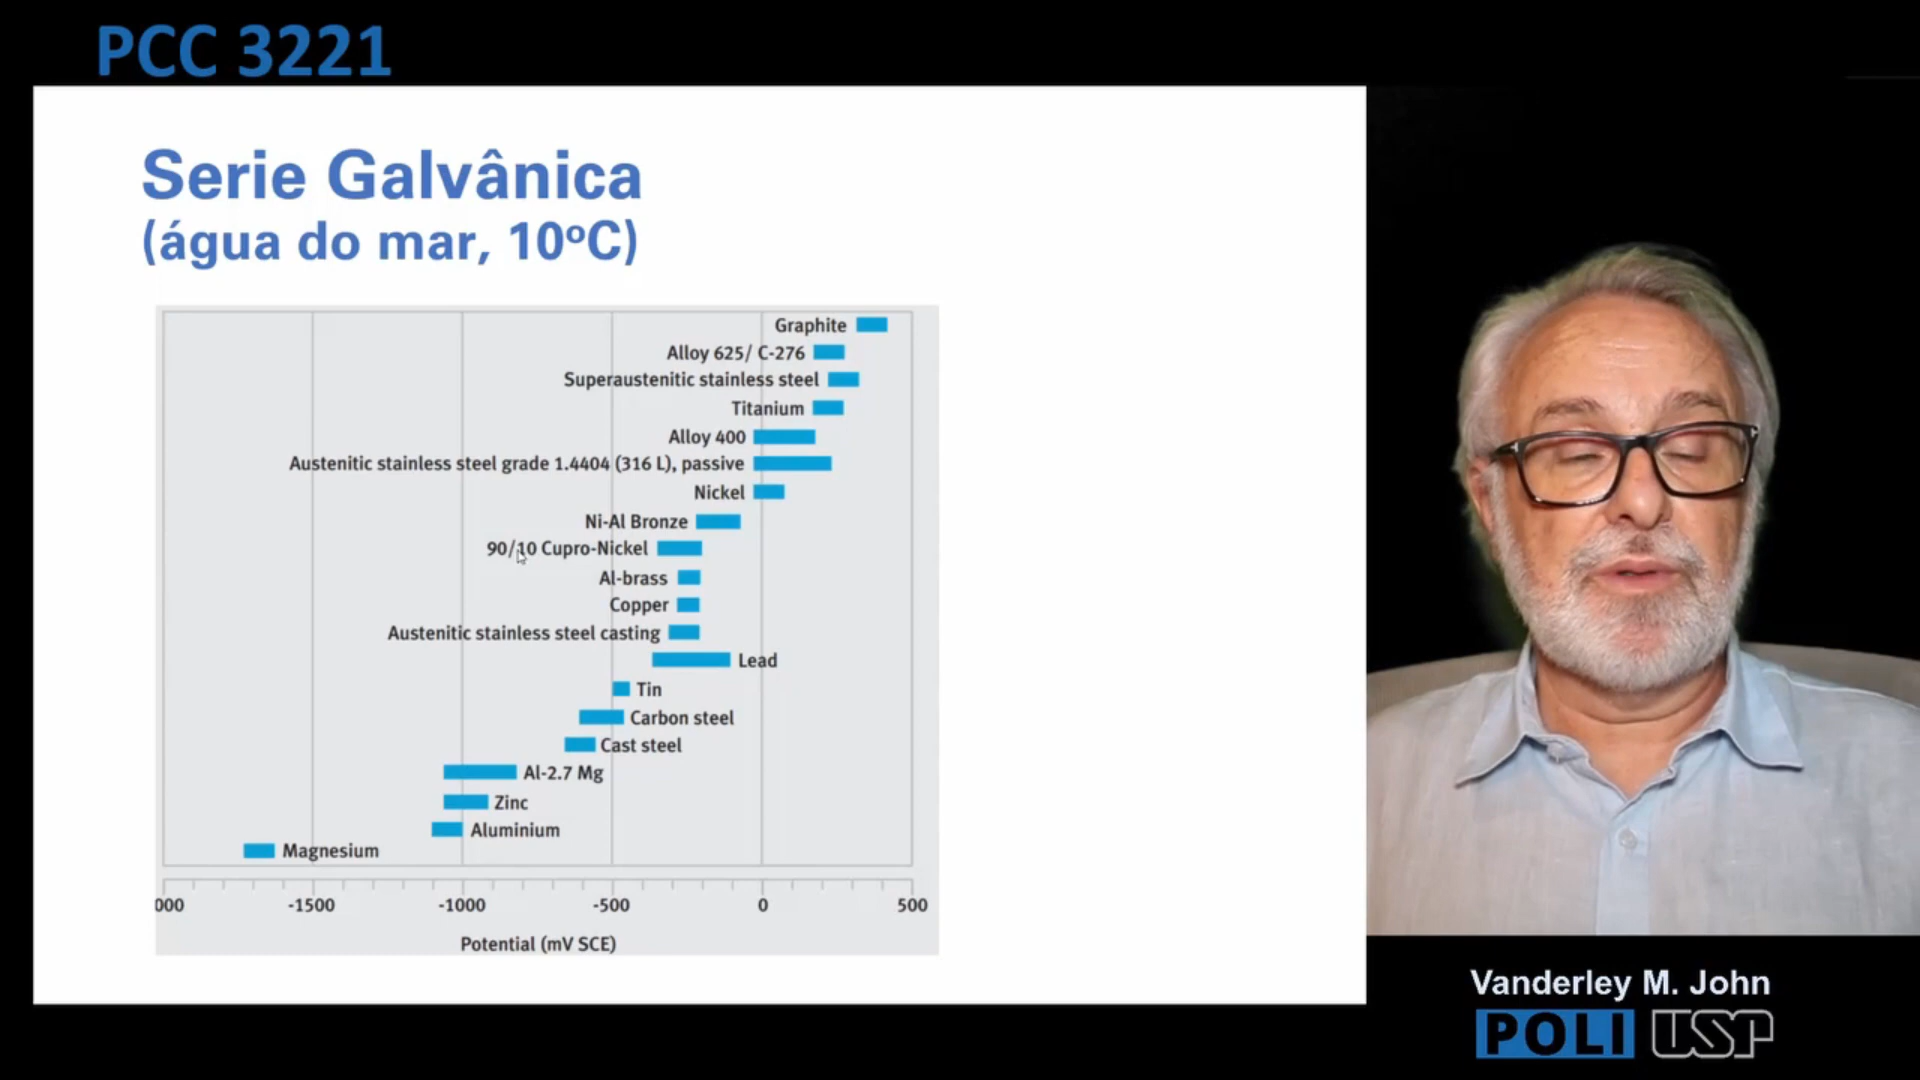 PCC 3221
Serie Galvânica
(água do mar, 10ºC)
Graphite
Alloy 625/ C-276
Superaustenitic stainless steel
Titanium
Alloy 400
Austenitic stainless steel grade 1.4404 (316 L), passive
Nickel
Ni-Al Bronze
90/10 Cupro-Nickel
Al-brass
Copper
Austenitic stainless steel casting
Lead
Tin
Carbon steel
Cast steel
Al-2.7 Mg
Zinc
Aluminium
Magnesium
000 -1500 -1000 -500 0 500
Potential (mV SCE)
Vanderley M. John
POLI USP